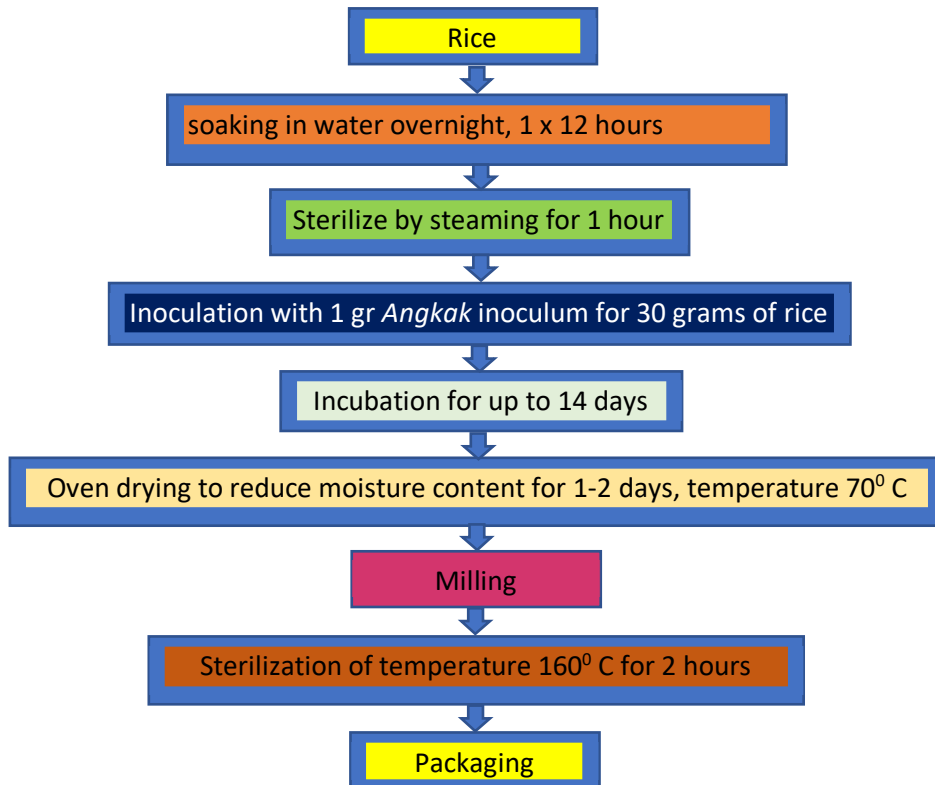 Rice
soaking in water overnight, 1 x 12 hours
Sterilize by steaming for 1 hour
Inoculation with 1 gr Angkak inoculum for 30 grams of rice
Incubation for up to 14 days
Oven drying to reduce moisture content for 1-2 days, temperature 70⁰ C
Milling
Sterilization of temperature 160⁰ C for 2 hours
Packaging